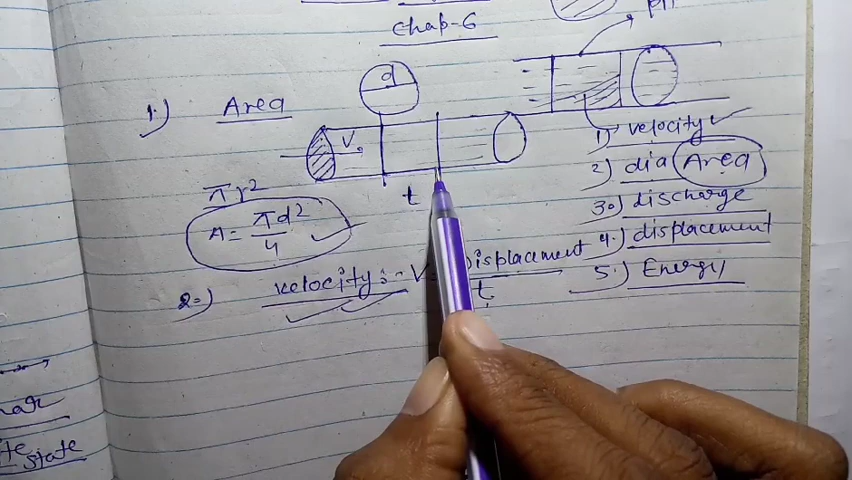 Chap-6
d
1.) Area
V
1) velocity
πr²
2) dia Area
t
3.) discharge
A = πd²/4
4.) displacement
2.) velocity :- V = Displacement / t
5.) Energy
state